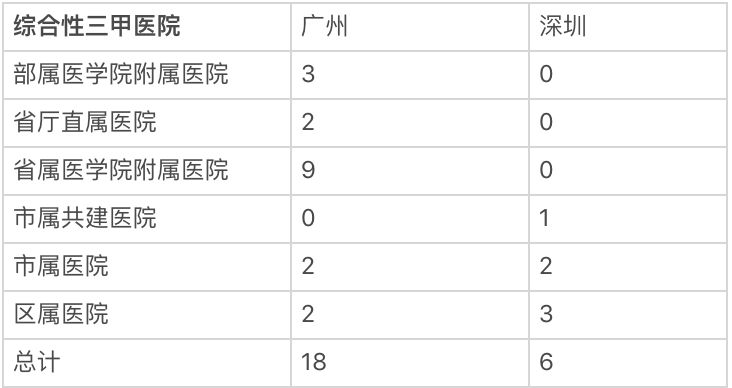 综合性三甲医院 广州 深圳
部属医学院附属医院 3 0
省厅直属医院 2 0
省属医学院附属医院 9 0
市属共建医院 0 1
市属医院 2 2
区属医院 2 3
总计 18 6